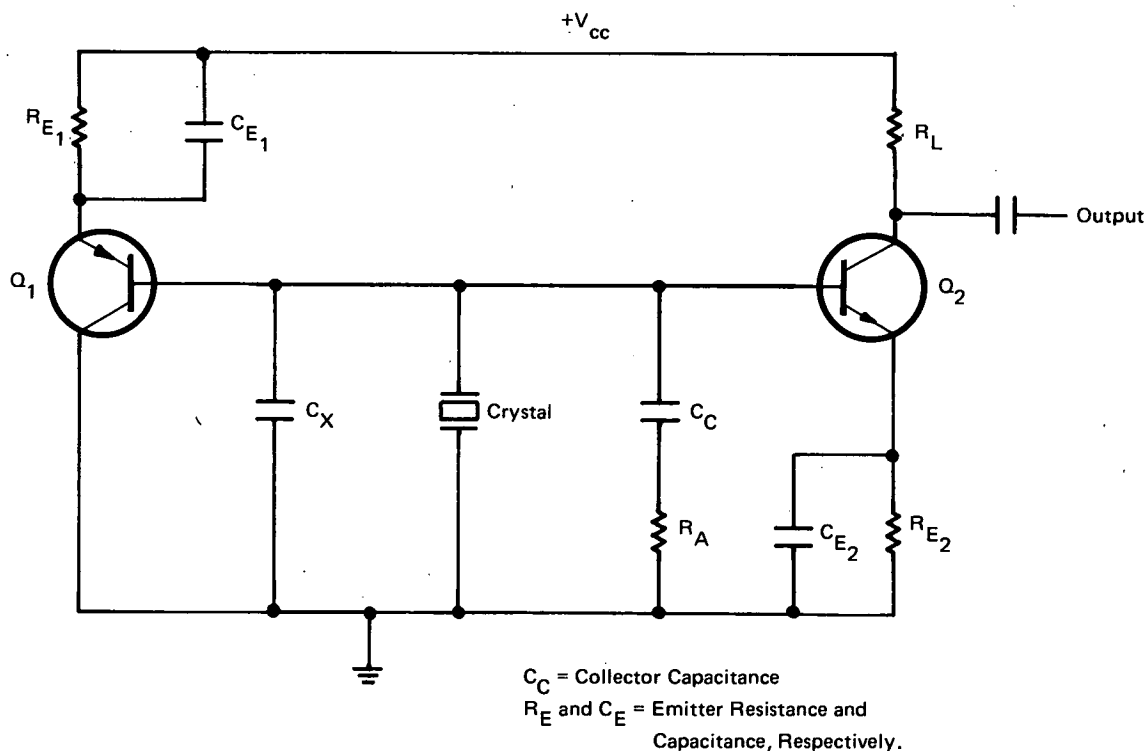 +Vcc
RE1
CE1
RL
Output
Q1
Q2
CX
Crystal
CC
RA
CE2
RE2
CC = Collector Capacitance
RE and CE = Emitter Resistance and
Capacitance, Respectively.